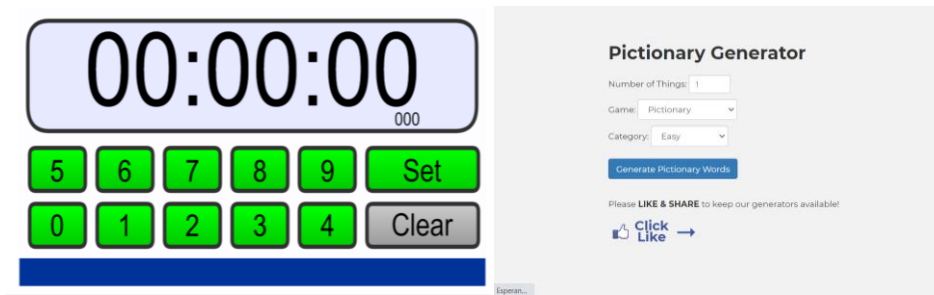 00:00:00
000
5 6 7 8 9 Set
0 1 2 3 4 Clear
Pictionary Generator
Number of Things: 1
Game: Pictionary
Category: Easy
Generate Pictionary Words
Please LIKE & SHARE to keep our generators available!
Click
Like
Esperan...